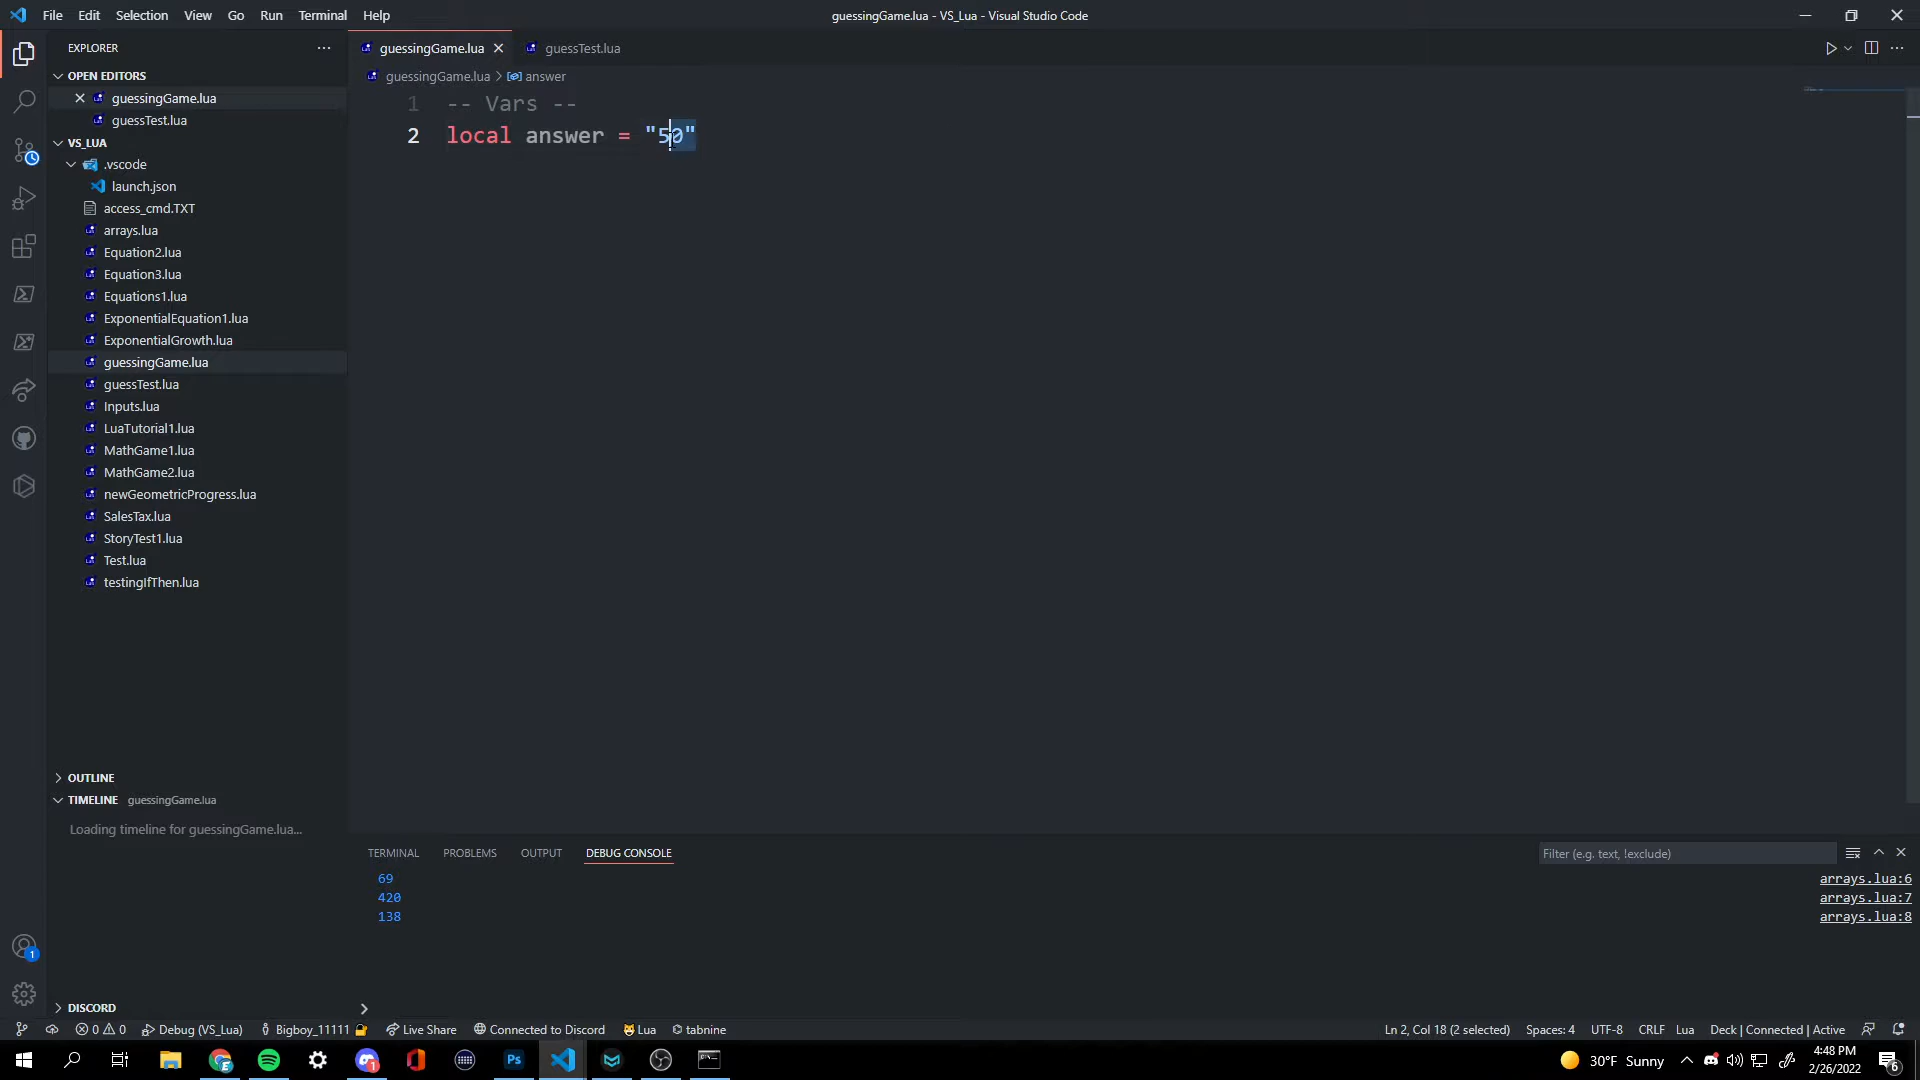 File Edit Selection View Go Run Terminal Help
guessingGame.lua - VS_Lua - Visual Studio Code
EXPLORER
OPEN EDITORS
guessingGame.lua
guessTest.lua
VS_LUA
.vscode
launch.json
access_cmd.TXT
arrays.lua
Equation2.lua
Equation3.lua
Equations1.lua
ExponentialEquation1.lua
ExponentialGrowth.lua
guessingGame.lua
guessTest.lua
Inputs.lua
LuaTutorial1.lua
MathGame1.lua
MathGame2.lua
newGeometricProgress.lua
SalesTax.lua
StoryTest1.lua
Test.lua
testingIfThen.lua
OUTLINE
TIMELINE guessingGame.lua
Loading timeline for guessingGame.lua...
DISCORD
guessingGame.lua guessTest.lua
guessingGame.lua > answer
1 -- Vars --
2 local answer = "50"
TERMINAL PROBLEMS OUTPUT DEBUG CONSOLE
Filter (e.g. text, !exclude)
69 arrays.lua:6
420 arrays.lua:7
138 arrays.lua:8
1
0 0 Debug (VS_Lua) Bigboy_11111 Live Share Connected to Discord Lua tabnine
Ln 2, Col 18 (2 selected) Spaces: 4 UTF-8 CRLF Lua Deck | Connected | Active
Ps
1
30°F Sunny
4:48 PM
2/26/2022
6